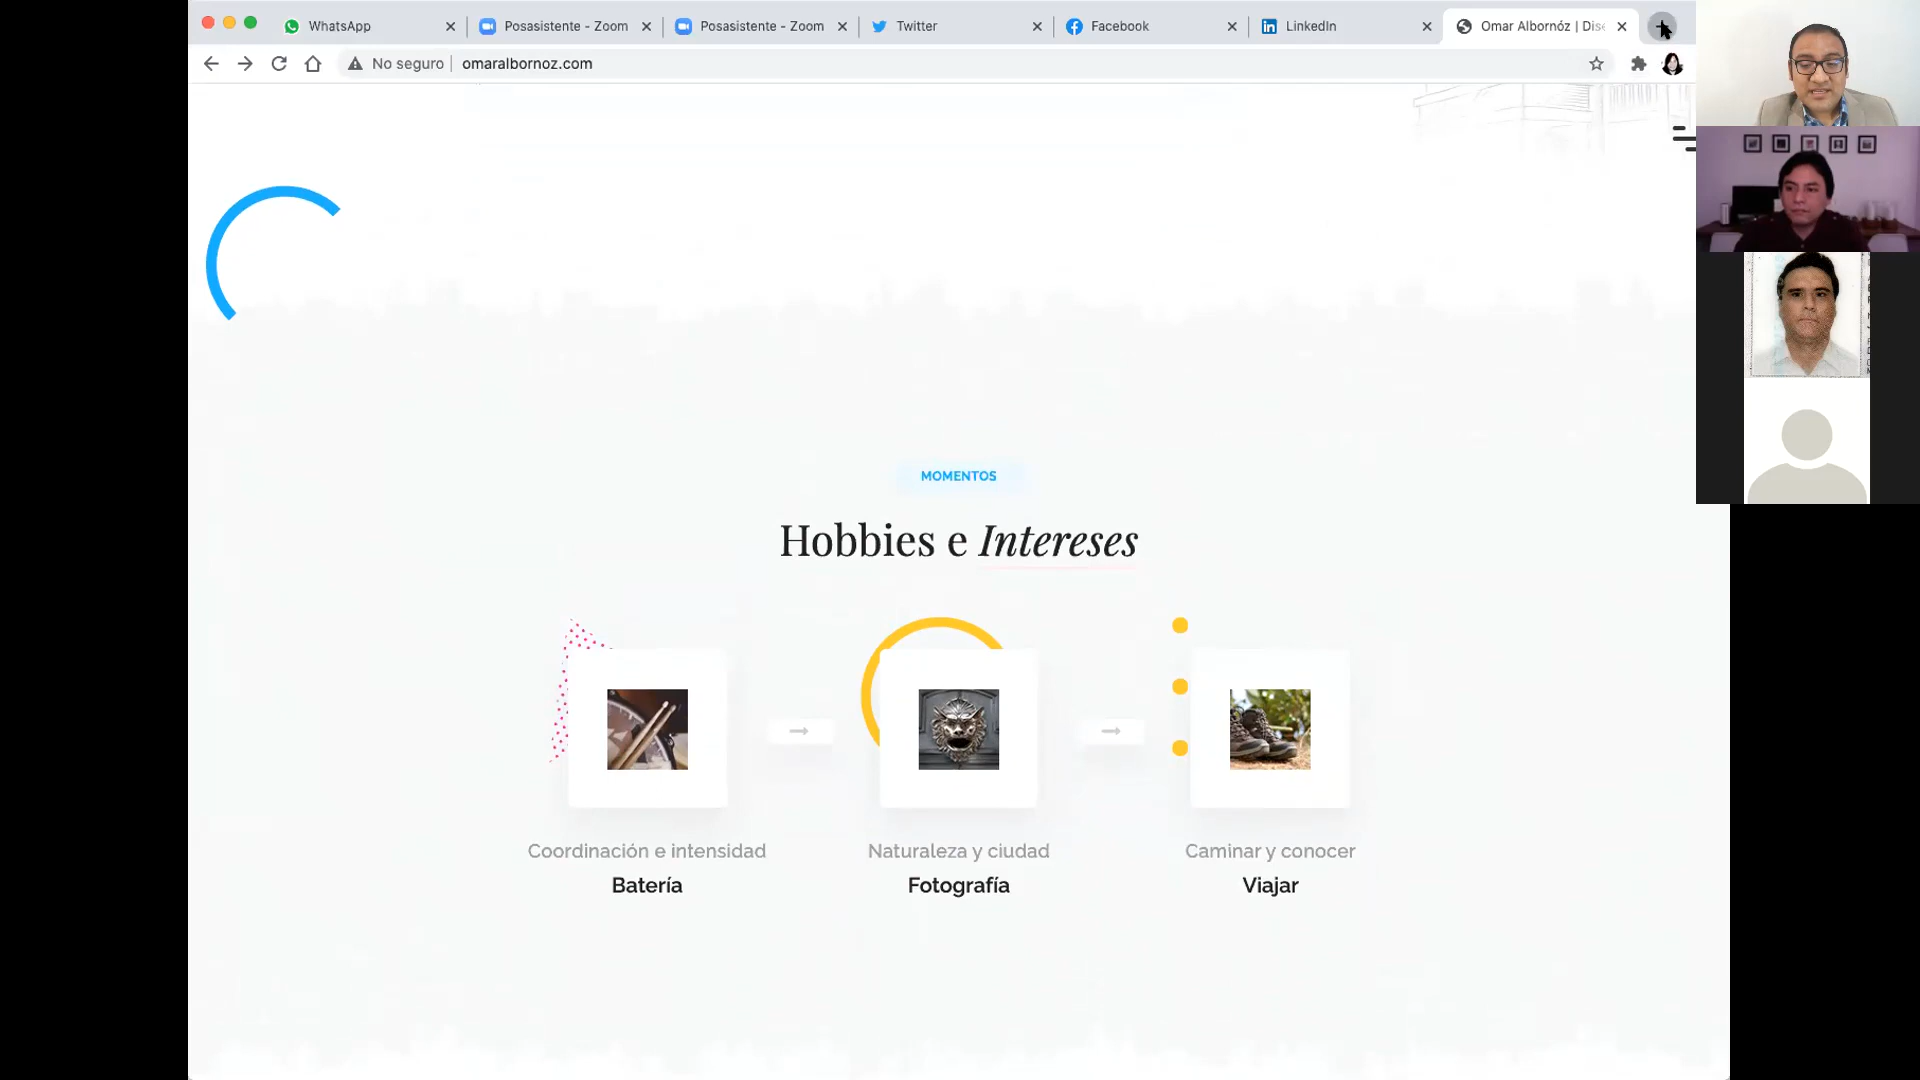 WhatsApp
Posasistente - Zoom
Posasistente - Zoom
Twitter
Facebook
LinkedIn
Omar Albornóz | Dise
No seguro
omaralbornoz.com
MOMENTOS
Hobbies e Intereses
Coordinación e intensidad
Batería
Naturaleza y ciudad
Fotografía
Caminar y conocer
Viajar